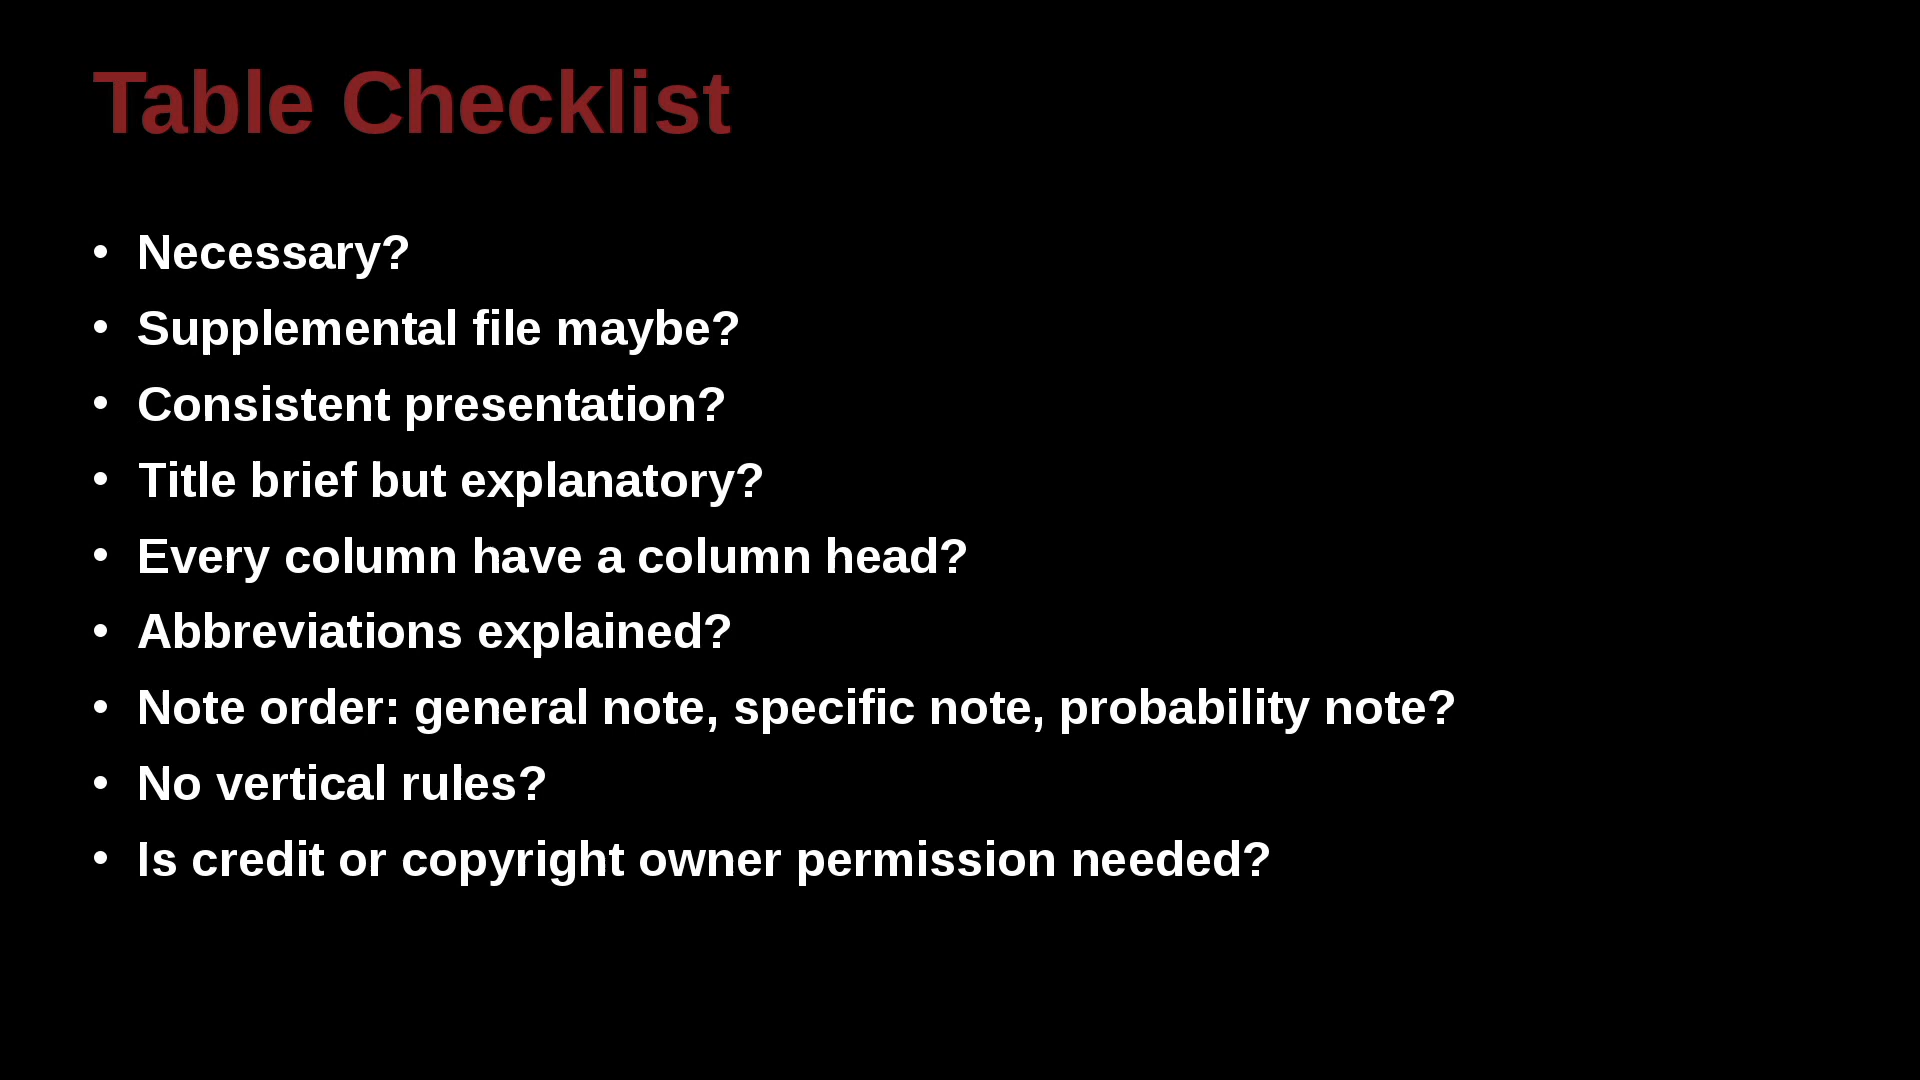 Table Checklist
• Necessary?
• Supplemental file maybe?
• Consistent presentation?
• Title brief but explanatory?
• Every column have a column head?
• Abbreviations explained?
• Note order: general note, specific note, probability note?
• No vertical rules?
• Is credit or copyright owner permission needed?